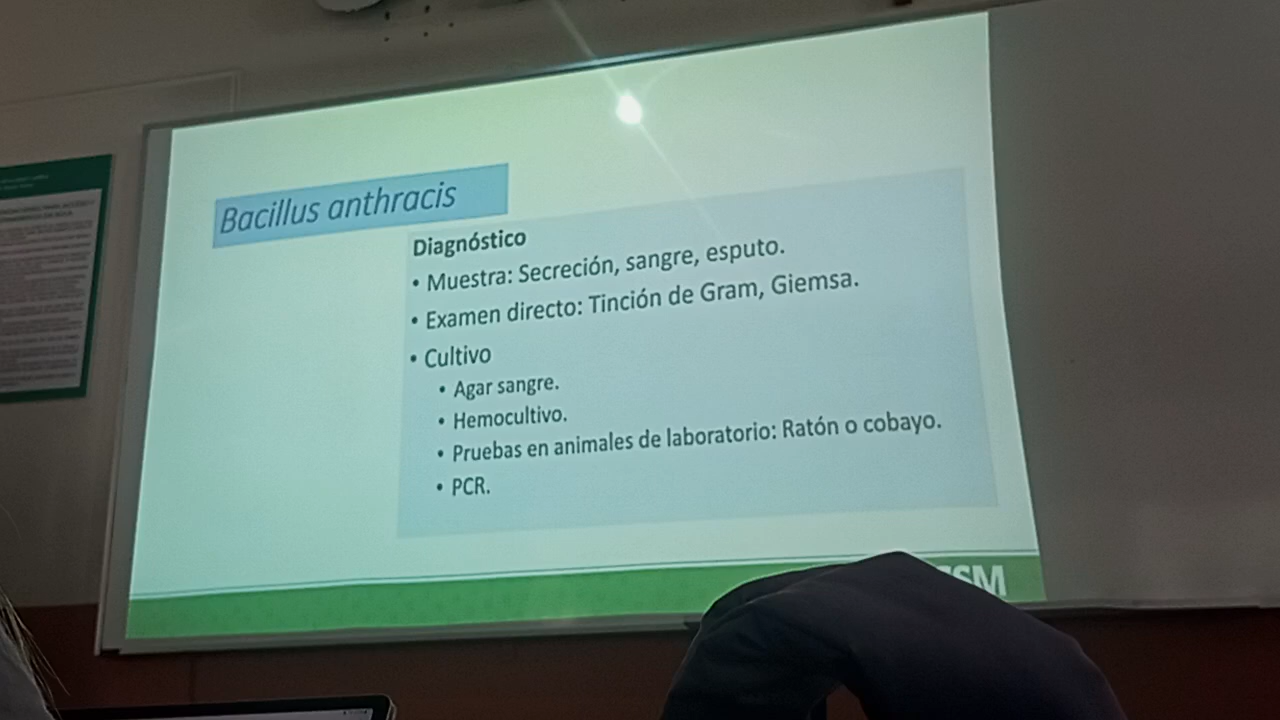 Bacillus anthracis
Diagnóstico
• Muestra: Secreción, sangre, esputo.
• Examen directo: Tinción de Gram, Giemsa.
• Cultivo
• Agar sangre.
• Hemocultivo.
• Pruebas en animales de laboratorio: Ratón o cobayo.
• PCR.
SM